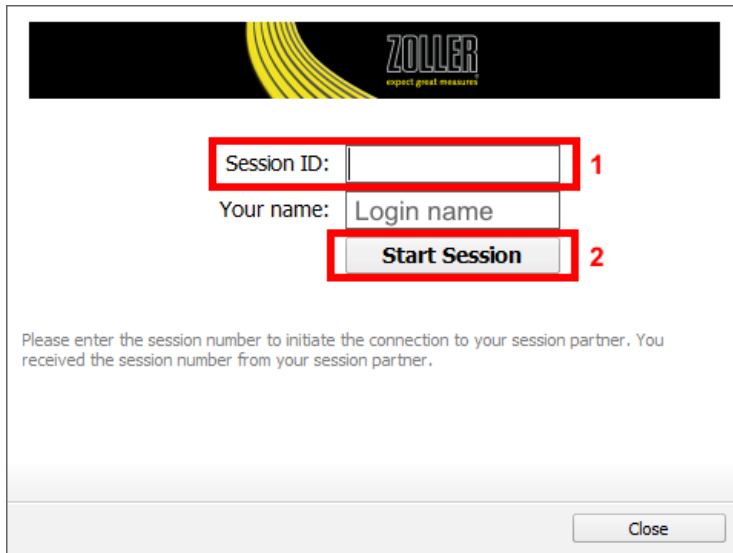 ZOLLER
expect great measures
Session ID: 1
Your name: Login name
Start Session 2
Please enter the session number to initiate the connection to your session partner. You
received the session number from your session partner.
Close